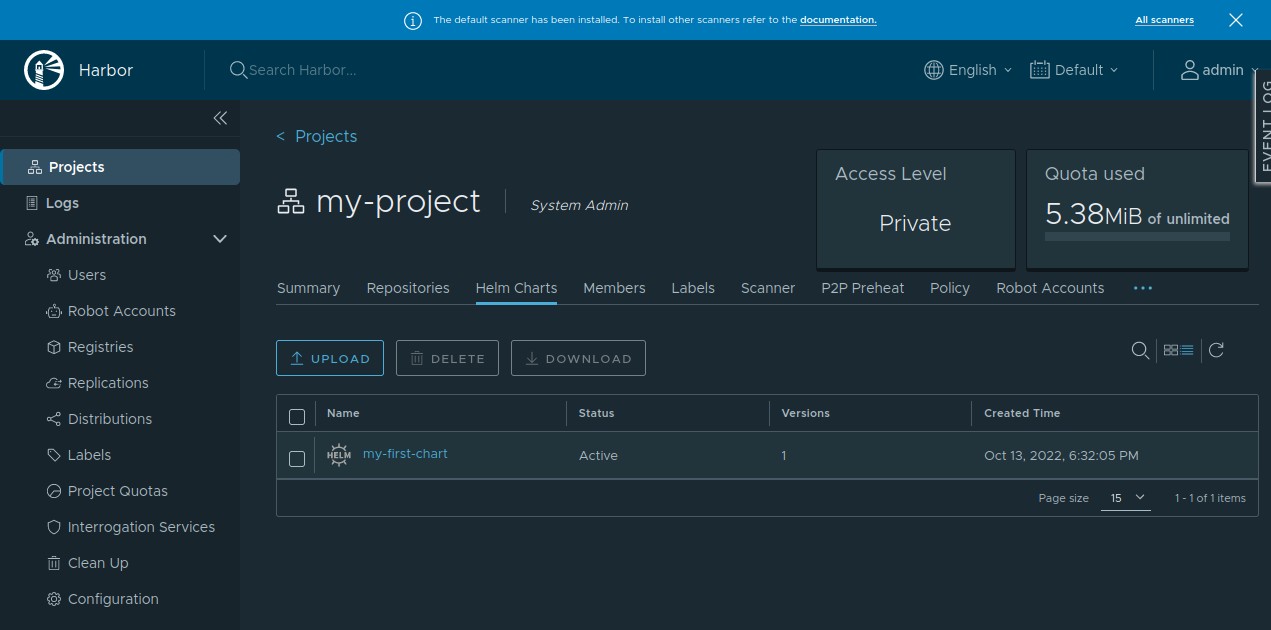 The default scanner has been installed. To install other scanners refer to the documentation.
All scanners
Harbor
Search Harbor...
English
Default
admin
EVENT LOG
Projects
Logs
Administration
Users
Robot Accounts
Registries
Replications
Distributions
Labels
Project Quotas
Interrogation Services
Clean Up
Configuration
< Projects
my-project
System Admin
Access Level
Private
Quota used
5.38MiB of unlimited
Summary Repositories Helm Charts Members Labels Scanner P2P Preheat Policy Robot Accounts ...
UPLOAD DELETE DOWNLOAD
Name Status Versions Created Time
HELM my-first-chart Active 1 Oct 13, 2022, 6:32:05 PM
Page size 15 1 - 1 of 1 items